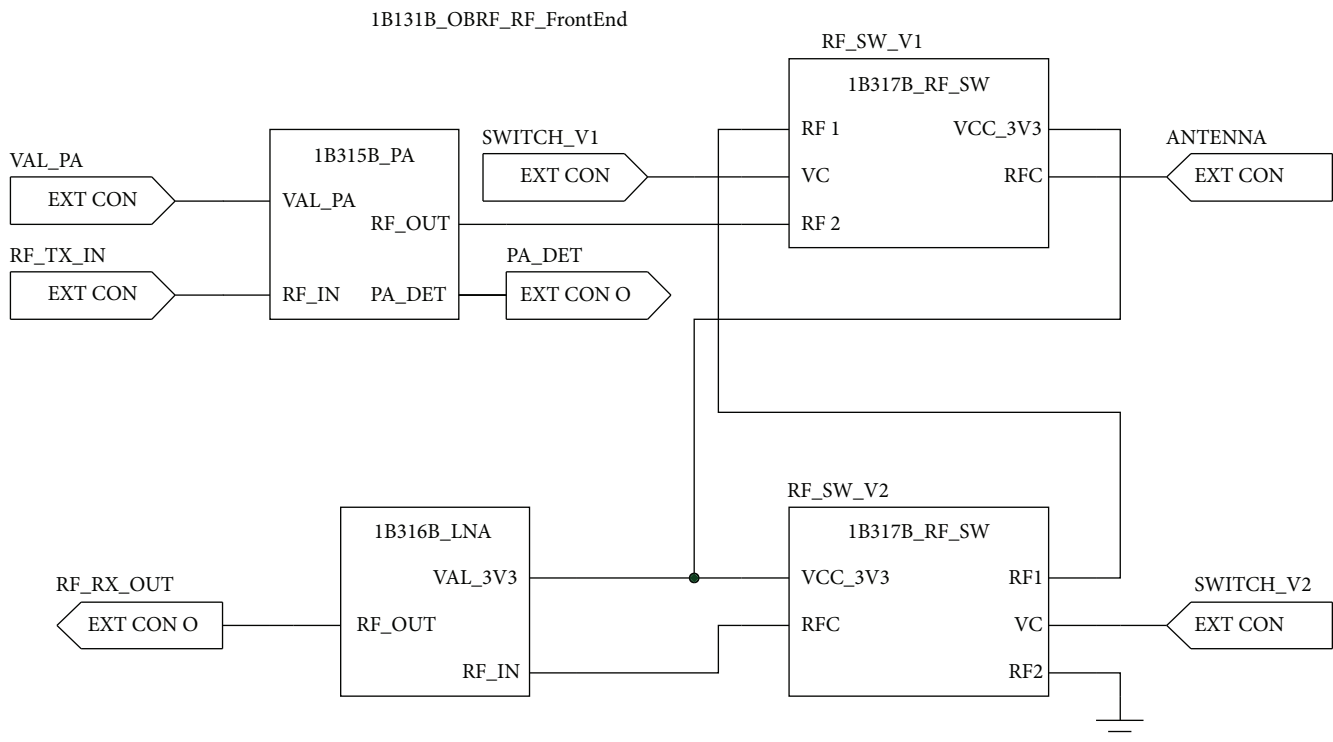 1B131B_OBRF_RF_FrontEnd
RF_SW_V1
1B317B_RF_SW
RF 1
VCC_3V3
VC
RFC
RF 2
SWITCH_V1
EXT CON
ANTENNA
EXT CON
VAL_PA
EXT CON
1B315B_PA
VAL_PA
RF_OUT
RF_IN
PA_DET
RF_TX_IN
EXT CON
PA_DET
EXT CON O
RF_SW_V2
1B317B_RF_SW
VCC_3V3
RF1
RFC
VC
RF2
1B316B_LNA
VAL_3V3
RF_OUT
RF_IN
RF_RX_OUT
EXT CON O
SWITCH_V2
EXT CON